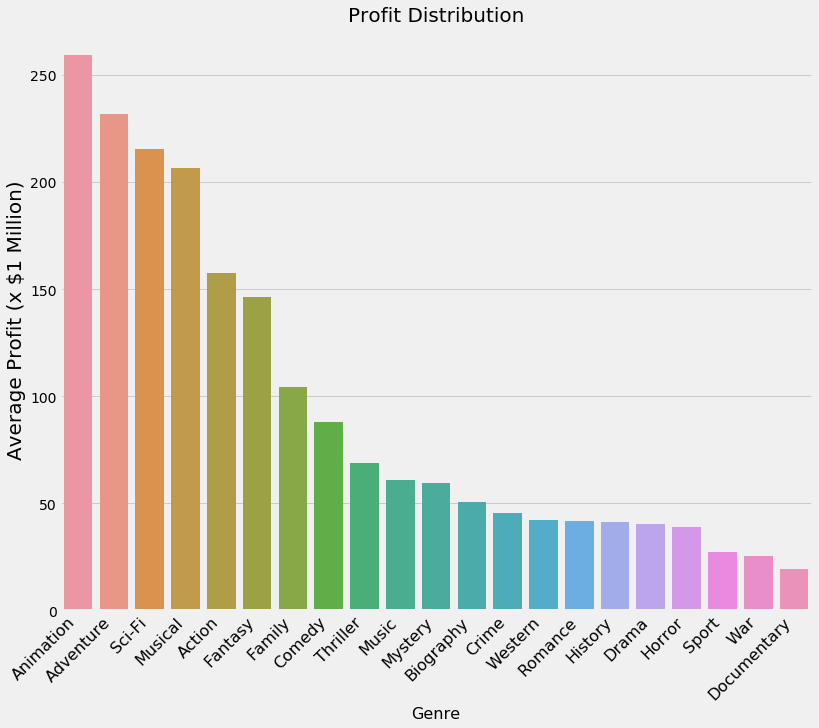 Profit Distribution
Average Profit (x $1 Million)
250
200
150
100
50
0
Animation
Adventure
Sci-Fi
Musical
Action
Fantasy
Family
Comedy
Thriller
Music
Mystery
Biography
Crime
Western
Romance
History
Drama
Horror
Sport
War
Documentary
Genre